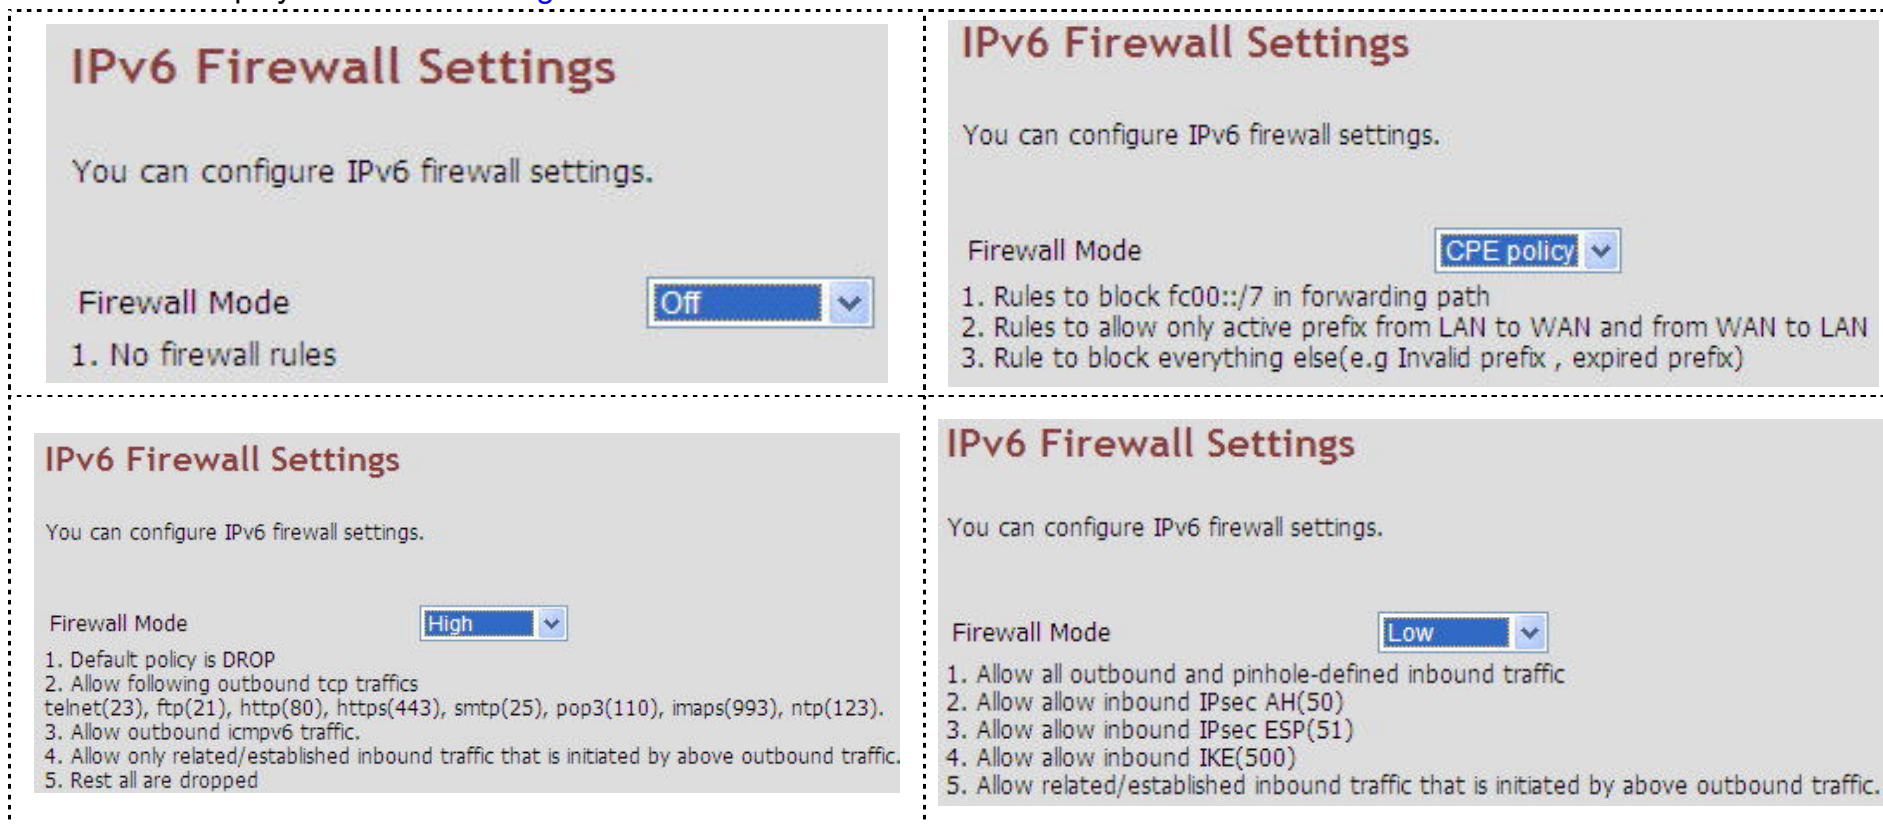 IPv6 Firewall Settings
You can configure IPv6 firewall settings.
Firewall Mode Off
1. No firewall rules
IPv6 Firewall Settings
You can configure IPv6 firewall settings.
Firewall Mode CPE policy
1. Rules to block fc00::/7 in forwarding path
2. Rules to allow only active prefix from LAN to WAN and from WAN to LAN
3. Rule to block everything else(e.g Invalid prefix , expired prefix)
IPv6 Firewall Settings
You can configure IPv6 firewall settings.
Firewall Mode High
1. Default policy is DROP
2. Allow following outbound tcp traffics
telnet(23), ftp(21), http(80), https(443), smtp(25), pop3(110), imaps(993), ntp(123).
3. Allow outbound icmpv6 traffic.
4. Allow only related/established inbound traffic that is initiated by above outbound traffic.
5. Rest all are dropped
IPv6 Firewall Settings
You can configure IPv6 firewall settings.
Firewall Mode Low
1. Allow all outbound and pinhole-defined inbound traffic
2. Allow allow inbound IPsec AH(50)
3. Allow allow inbound IPsec ESP(51)
4. Allow allow inbound IKE(500)
5. Allow related/established inbound traffic that is initiated by above outbound traffic.